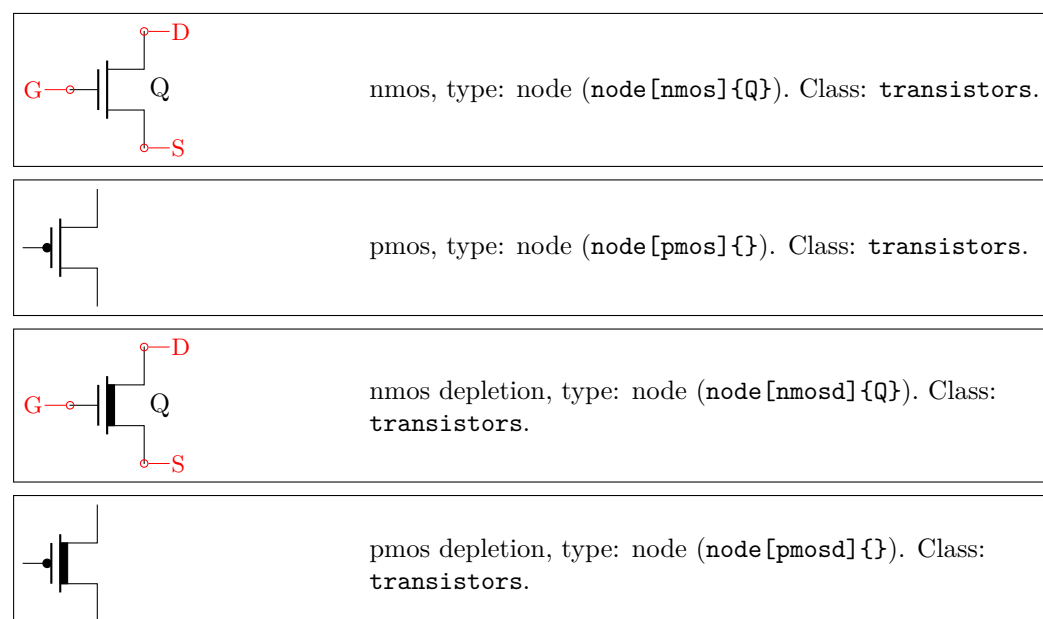 D
G Q
S
nmos, type: node (node[nmos]{Q}). Class: transistors.
pmos, type: node (node[pmos]{}). Class: transistors.
D
G Q
S
nmos depletion, type: node (node[nmosd]{Q}). Class:
transistors.
pmos depletion, type: node (node[pmosd]{}). Class:
transistors.